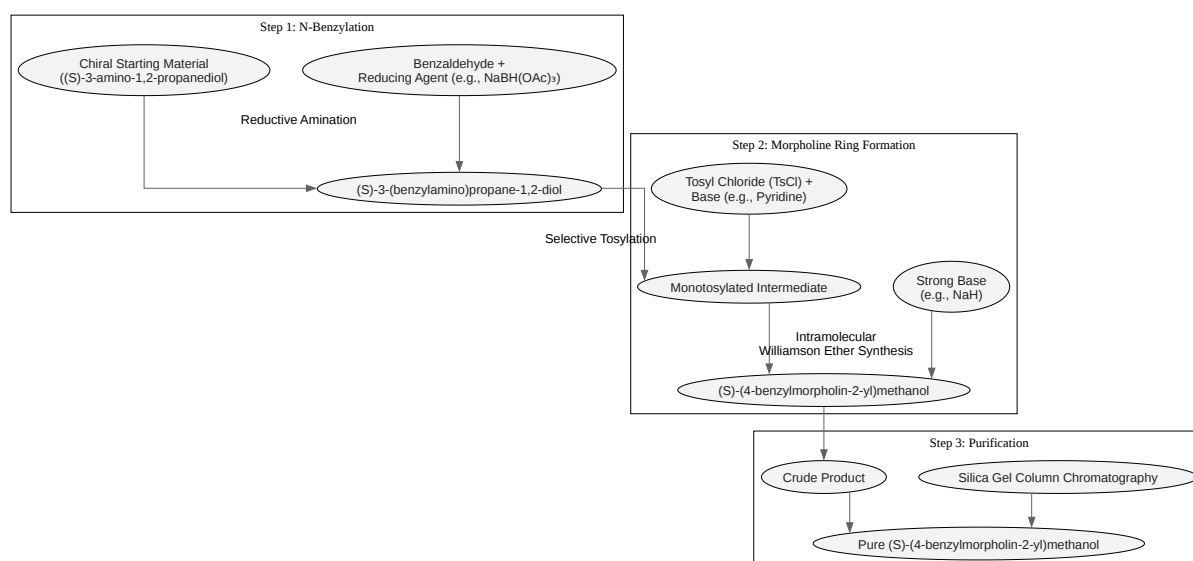 Step 1: N-Benzylation
Chiral Starting Material
((S)-3-amino-1,2-propanediol)
Benzaldehyde +
Reducing Agent (e.g., NaBH(OAc)₃)
Reductive Amination
(S)-3-(benzylamino)propane-1,2-diol
Step 2: Morpholine Ring Formation
Tosyl Chloride (TsCl) +
Base (e.g., Pyridine)
Selective Tosylation
Monotosylated Intermediate
Strong Base
(e.g., NaH)
Intramolecular
Williamson Ether Synthesis
(S)-(4-benzylmorpholin-2-yl)methanol
Step 3: Purification
Crude Product
Silica Gel Column Chromatography
Pure (S)-(4-benzylmorpholin-2-yl)methanol